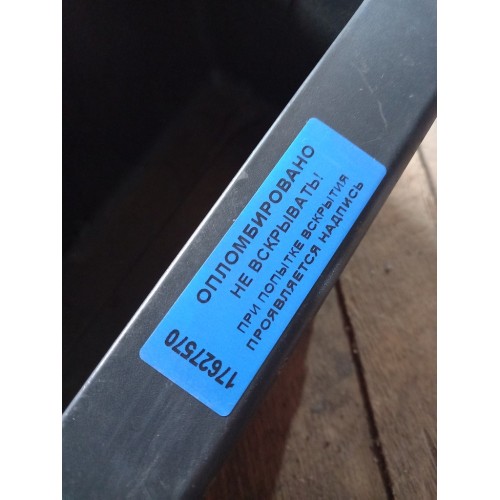 ОПЛОМБИРОВАНО
НЕ ВСКРЫВАТЬ!
ПРИ ПОПЫТКЕ ВСКРЫТИЯ
ПРОЯВЛЯЕТСЯ НАДПИСЬ
17627570